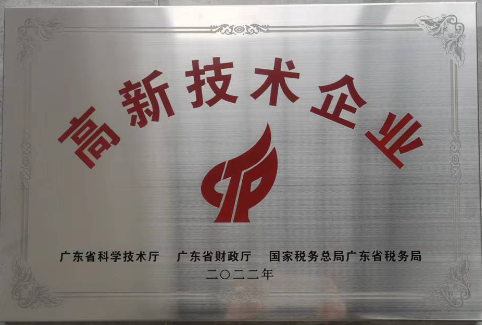 高新技术企业
广东省科学技术厅 广东省财政厅 国家税务总局广东省税务局
二〇二二年